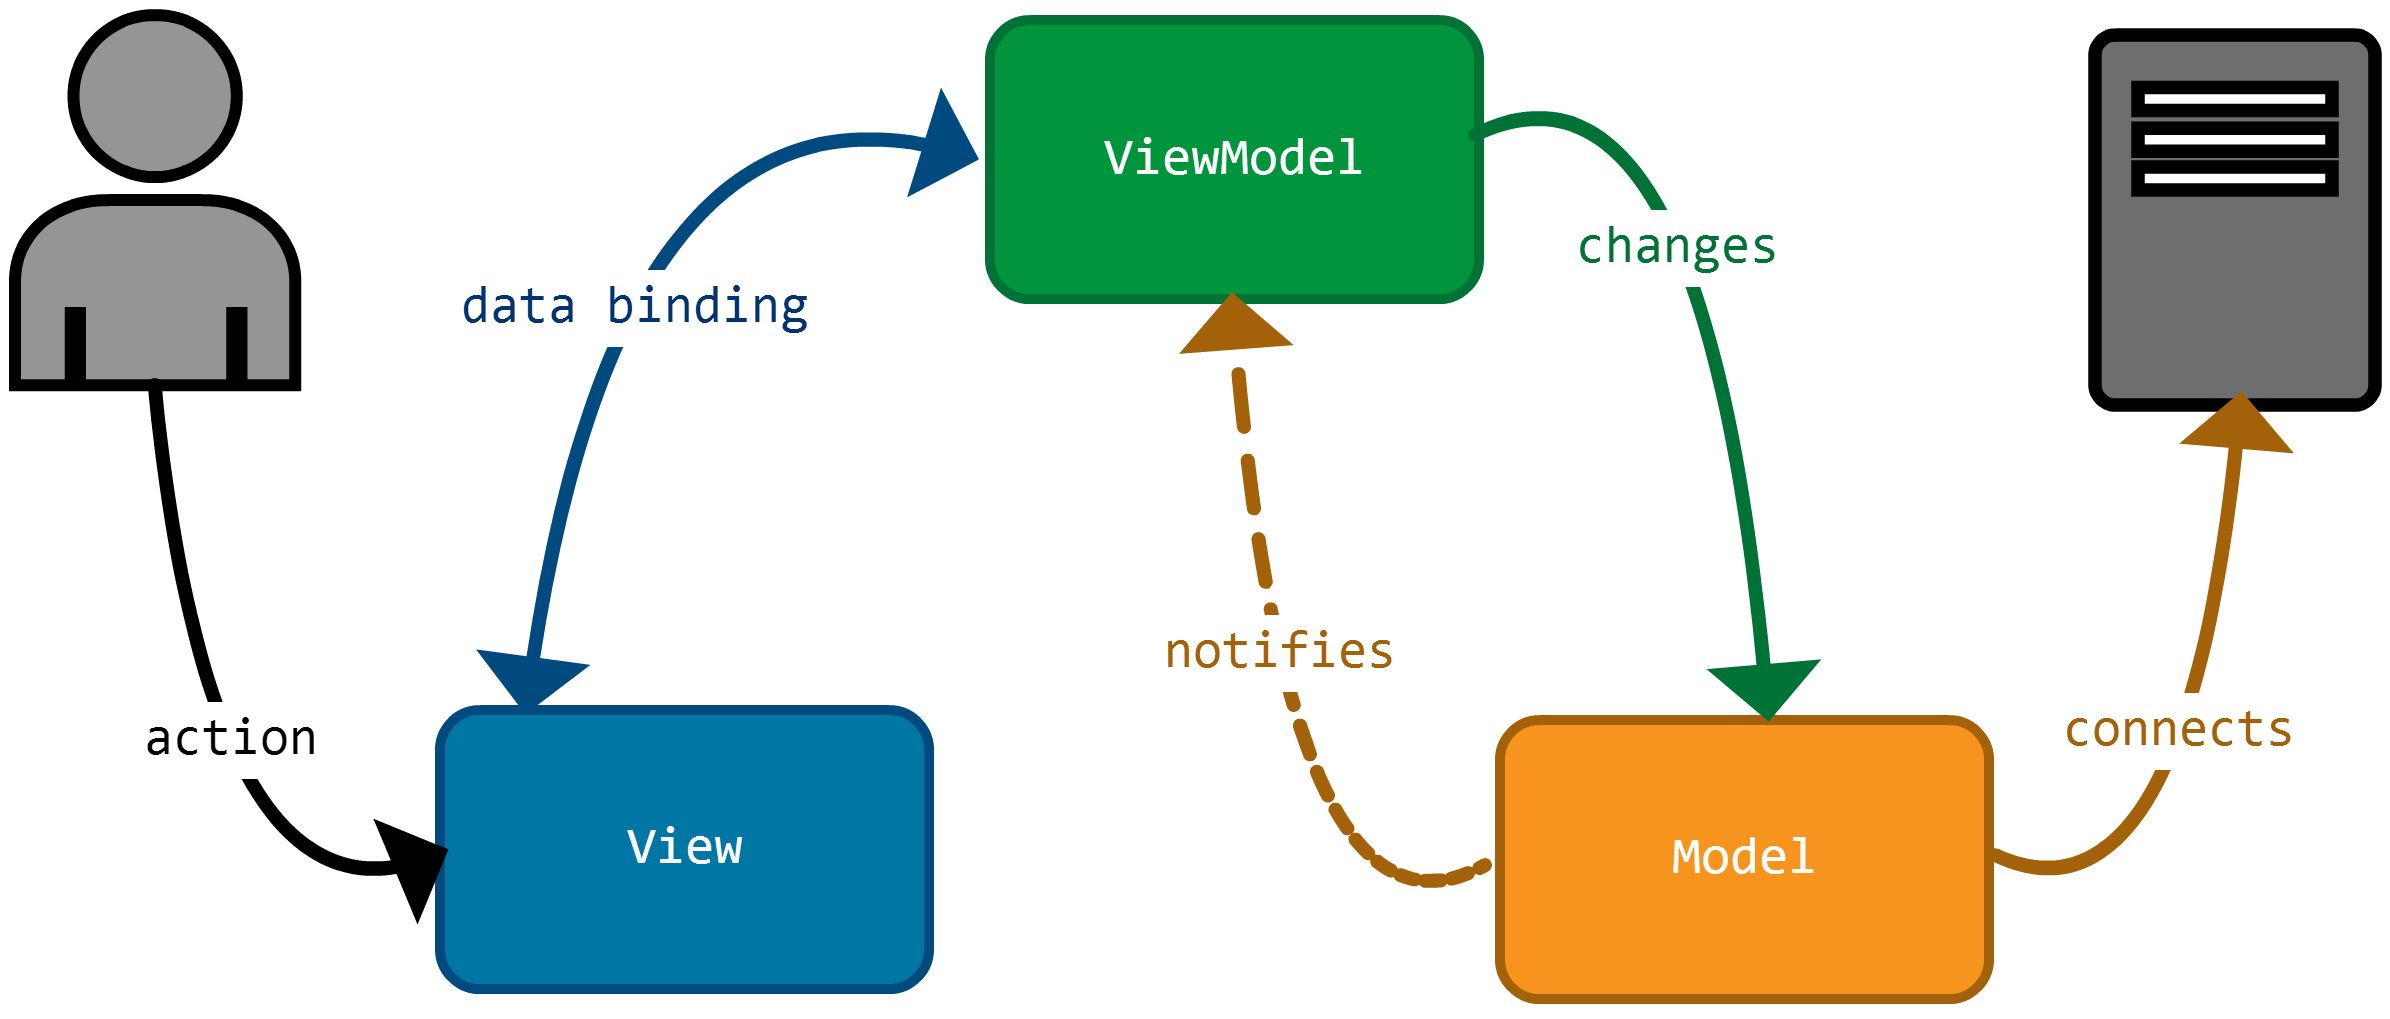 ViewModel
changes
data binding
notifies
connects
action
View
Model